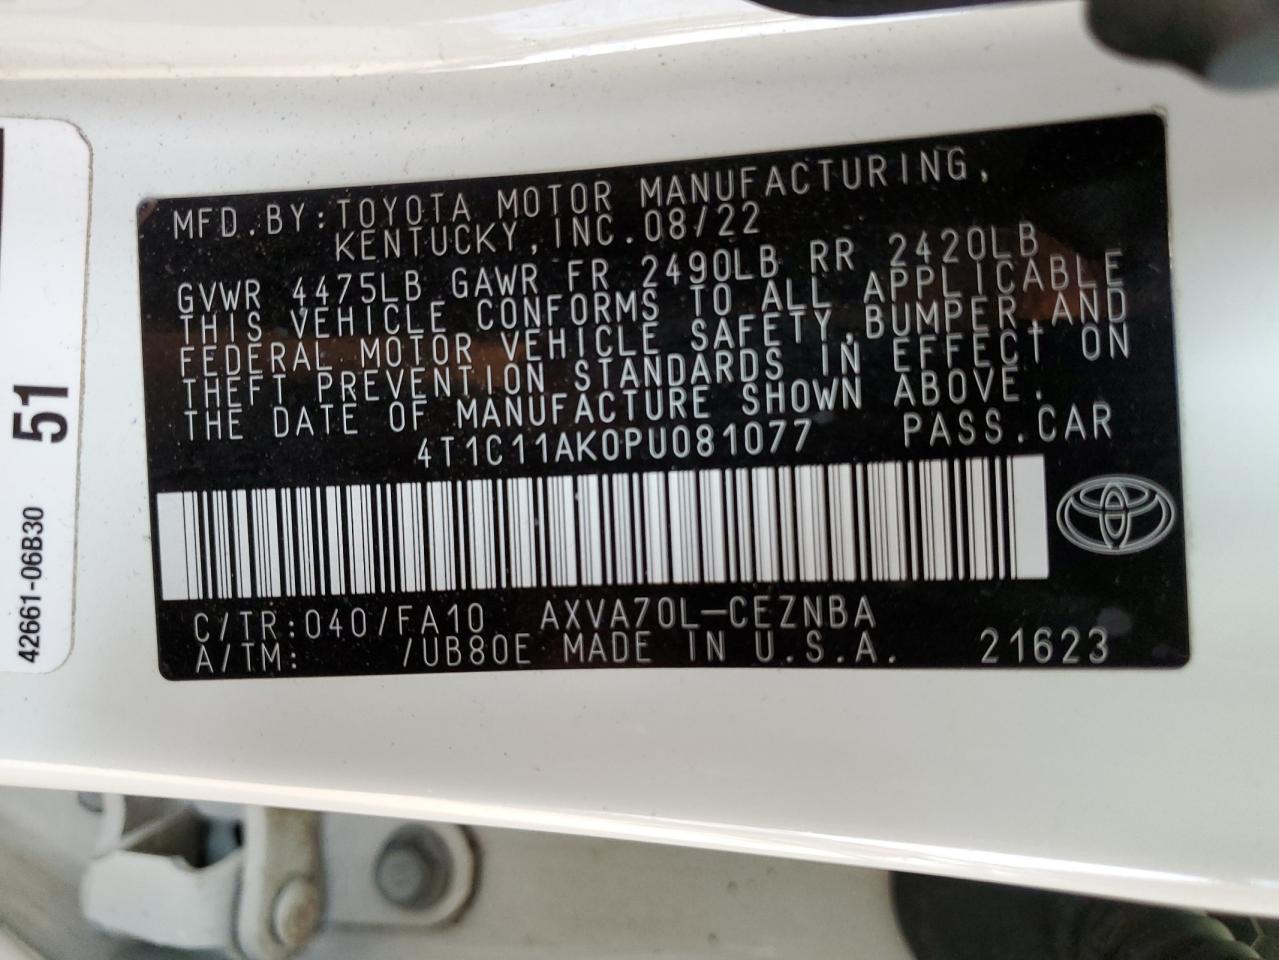 MFD.BY:TOYOTA MOTOR MANUFACTURING,
KENTUCKY,INC.08/22
GVWR 4475LB GAWR FR 2490LB RR 2420LB
THIS VEHICLE CONFORMS TO ALL APPLICABLE
FEDERAL MOTOR VEHICLE SAFETY,BUMPER,AND
THEFT PREVENTION STANDARDS IN EFFECT ON
THE DATE OF MANUFACTURE SHOWN ABOVE.
4T1C11AK0PU081077 PASS.CAR
C/TR:040/FA10 AXVA70L-CEZNBA
A/TM: /UB80E MADE IN U.S.A. 21623
51
42661-06B30